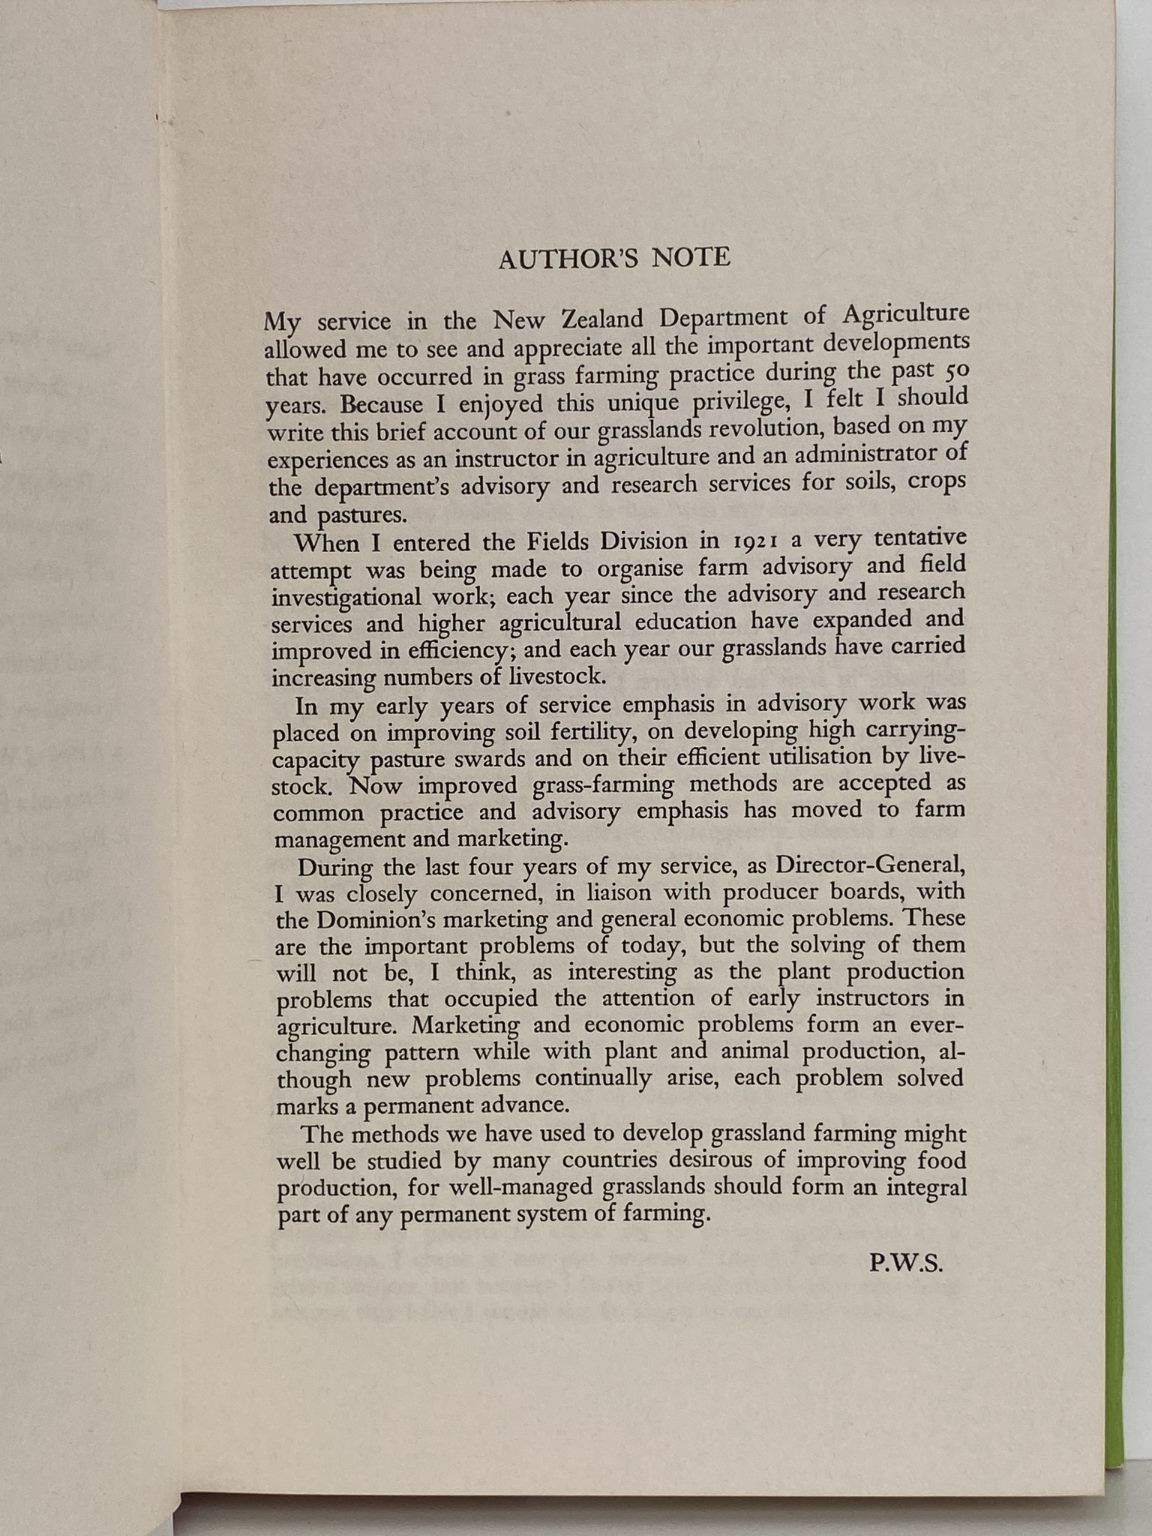 AUTHOR'S NOTE
My service in the New Zealand Department of Agriculture
allowed me to see and appreciate all the important developments
that have occurred in grass farming practice during the past 50
years. Because I enjoyed this unique privilege, I felt I should
write this brief account of our grasslands revolution, based on my
experiences as an instructor in agriculture and an administrator of
the department's advisory and research services for soils, crops
and pastures.
When I entered the Fields Division in 1921 a very tentative
attempt was being made to organise farm advisory and field
investigational work; each year since the advisory and research
services and higher agricultural education have expanded and
improved in efficiency; and each year our grasslands have carried
increasing numbers of livestock.
In my early years of service emphasis in advisory work was
placed on improving soil fertility, on developing high carrying-
capacity pasture swards and on their efficient utilisation by live-
stock. Now improved grass-farming methods are accepted as
common practice and advisory emphasis has moved to farm
management and marketing.
During the last four years of my service, as Director-General,
I was closely concerned, in liaison with producer boards, with
the Dominion's marketing and general economic problems. These
are the important problems of today, but the solving of them
will not be, I think, as interesting as the plant production
problems that occupied the attention of early instructors in
agriculture. Marketing and economic problems form an ever-
changing pattern while with plant and animal production, al-
though new problems continually arise, each problem solved
marks a permanent advance.
The methods we have used to develop grassland farming might
well be studied by many countries desirous of improving food
production, for well-managed grasslands should form an integral
part of any permanent system of farming.
P.W.S.